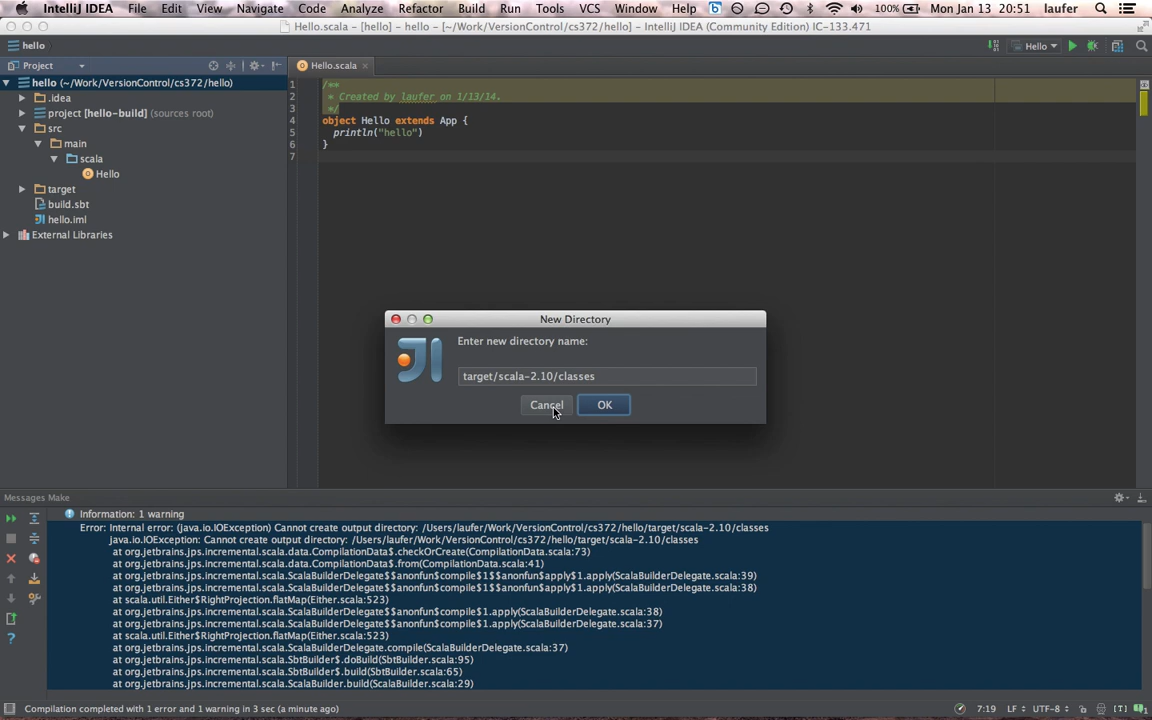 IntelliJ IDEA File Edit View Navigate Code Analyze Refactor Build Run Tools VCS Window Help 100% Mon Jan 13 20:51 laufer
Hello.scala - [hello] - hello - [~/Work/VersionControl/cs372/hello] - IntelliJ IDEA (Community Edition) IC-133.471
hello
Hello
Project
Hello.scala
hello (~/Work/VersionControl/cs372/hello)
.idea
project [hello-build] (sources root)
src
main
scala
Hello
target
build.sbt
hello.iml
External Libraries
1 /**
2 * Created by laufer on 1/13/14.
3 */
4 object Hello extends App {
5 println("hello")
6 }
7
New Directory
Enter new directory name:
target/scala-2.10/classes
Cancel OK
Messages Make
Information: 1 warning
Error: Internal error: (java.io.IOException) Cannot create output directory: /Users/laufer/Work/VersionControl/cs372/hello/target/scala-2.10/classes
java.io.IOException: Cannot create output directory: /Users/laufer/Work/VersionControl/cs372/hello/target/scala-2.10/classes
at org.jetbrains.jps.incremental.scala.data.CompilationData$.checkOrCreate(CompilationData.scala:73)
at org.jetbrains.jps.incremental.scala.data.CompilationData$.from(CompilationData.scala:41)
at org.jetbrains.jps.incremental.scala.ScalaBuilderDelegate$$anonfun$compile$1$$anonfun$apply$1.apply(ScalaBuilderDelegate.scala:39)
at org.jetbrains.jps.incremental.scala.ScalaBuilderDelegate$$anonfun$compile$1$$anonfun$apply$1.apply(ScalaBuilderDelegate.scala:38)
at scala.util.Either$RightProjection.flatMap(Either.scala:523)
at org.jetbrains.jps.incremental.scala.ScalaBuilderDelegate$$anonfun$compile$1.apply(ScalaBuilderDelegate.scala:38)
at org.jetbrains.jps.incremental.scala.ScalaBuilderDelegate$$anonfun$compile$1.apply(ScalaBuilderDelegate.scala:37)
at scala.util.Either$RightProjection.flatMap(Either.scala:523)
at org.jetbrains.jps.incremental.scala.ScalaBuilderDelegate.compile(ScalaBuilderDelegate.scala:37)
at org.jetbrains.jps.incremental.scala.SbtBuilder$.doBuild(SbtBuilder.scala:95)
at org.jetbrains.jps.incremental.scala.SbtBuilder$.build(SbtBuilder.scala:65)
at org.jetbrains.jps.incremental.scala.ScalaBuilder.build(ScalaBuilder.scala:29)
Compilation completed with 1 error and 1 warning in 3 sec (a minute ago) 7:19 LF UTF-8 [T] 1